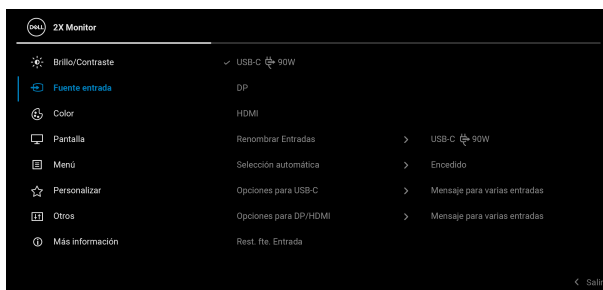 DELL 2X Monitor
Brillo/Contraste ✓ USB-C 90W
Fuente entrada DP
Color HDMI
Pantalla Renombrar Entradas > USB-C 90W
Menú Selección automática > Encedido
Personalizar Opciones para USB-C > Mensaje para varias entradas
Otros Opciones para DP/HDMI > Mensaje para varias entradas
Más información Rest. fte. Entrada
< Salir